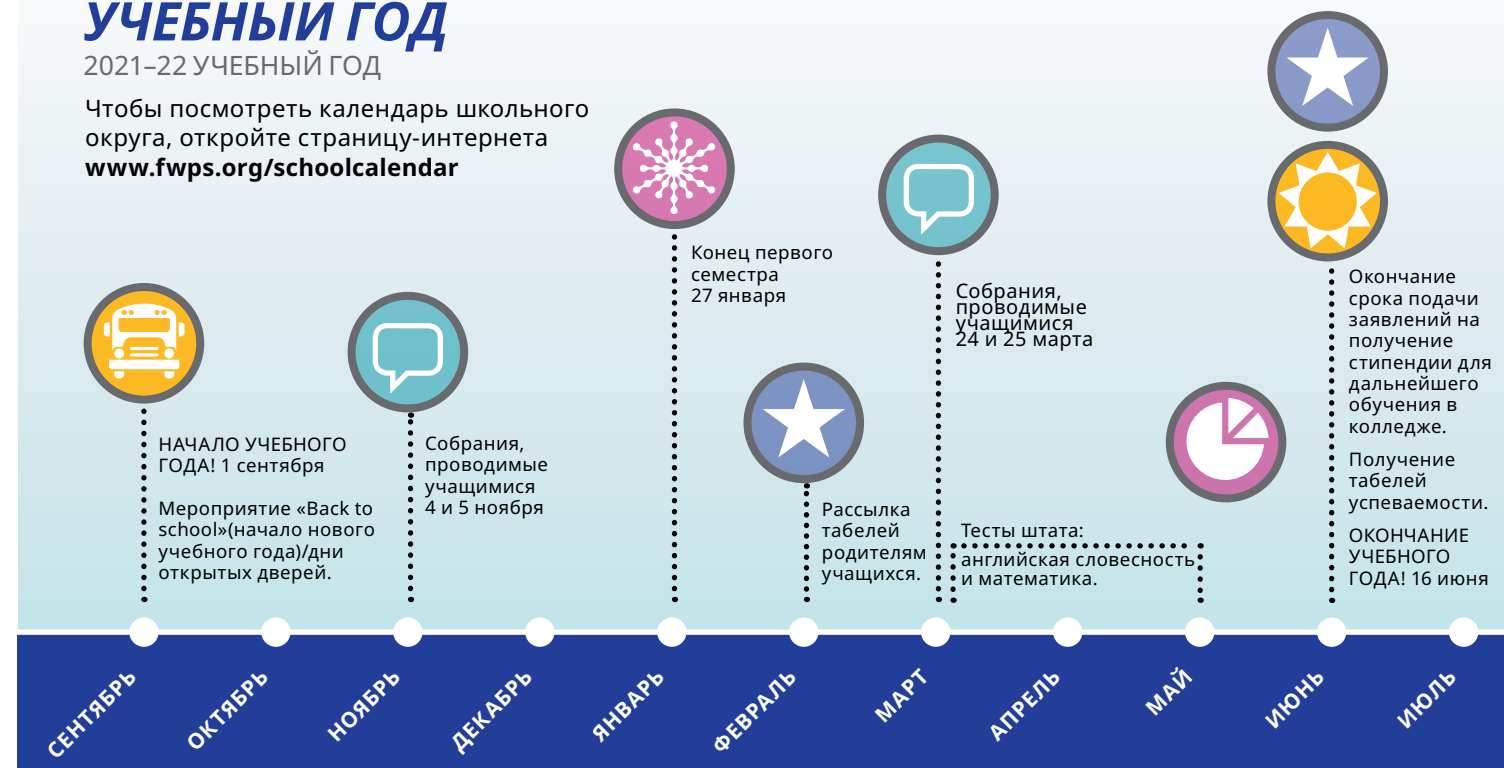 УЧЕБНЫЙ ГОД
2021–22 УЧЕБНЫЙ ГОД
Чтобы посмотреть календарь школьного
округа, откройте страницу-интернета
www.fwps.org/schoolcalendar
НАЧАЛО УЧЕБНОГО
ГОДА! 1 сентября
Мероприятие «Back to
school»(начало нового
учебного года)/дни
открытых дверей.
Собрания,
проводимые
учащимися
4 и 5 ноября
Конец первого
семестра
27 января
Рассылка
табелей
родителям
учащихся.
Собрания,
проводимые
учащимися
24 и 25 марта
Тесты штата:
английская словесность
и математика.
Окончание
срока подачи
заявлений на
получение
стипендии для
дальнейшего
обучения в
колледже.
Получение
табелей
успеваемости.
ОКОНЧАНИЕ
УЧЕБНОГО
ГОДА! 16 июня
СЕНТЯБРЬ
ОКТЯБРЬ
НОЯБРЬ
ДЕКАБРЬ
ЯНВАРЬ
ФЕВРАЛЬ
МАРТ
АПРЕЛЬ
МАЙ
ИЮНЬ
ИЮЛЬ